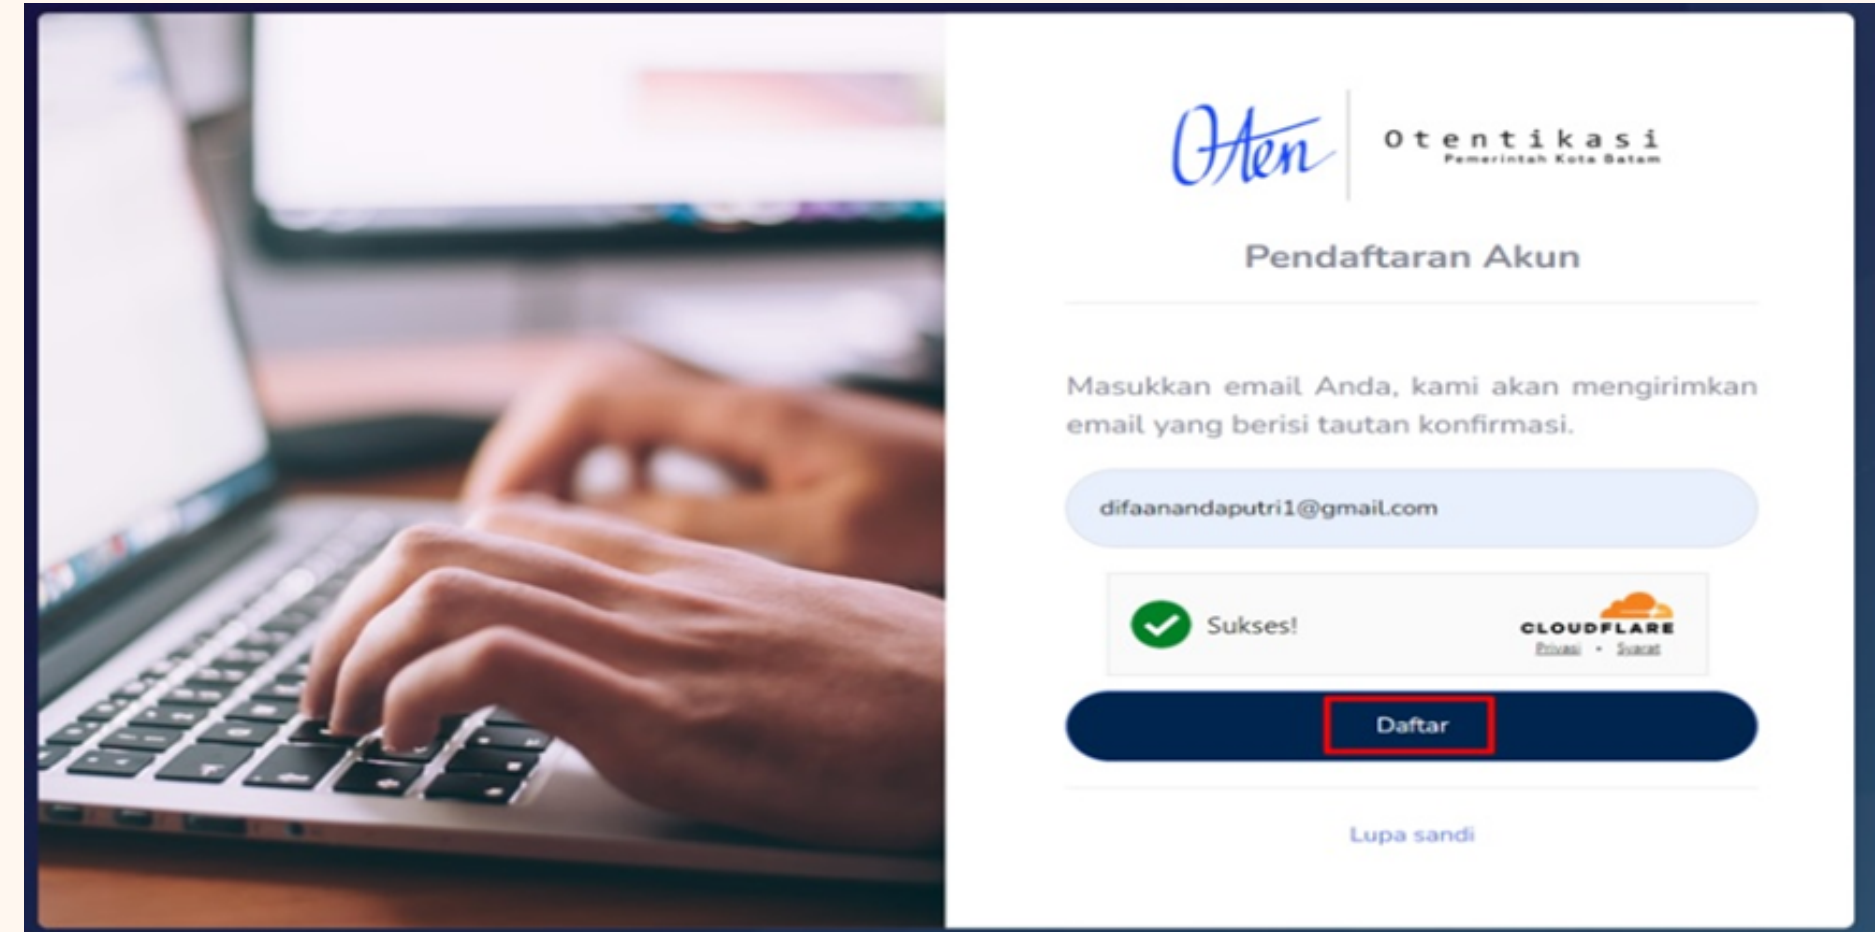 Oten
Otentikasi
Pemerintah Kota Batam
Pendaftaran Akun
Masukkan email Anda, kami akan mengirimkan
email yang berisi tautan konfirmasi.
difaanandaputri1@gmail.com
Sukses!
CLOUDFLARE
Privasi • Syarat
Daftar
Lupa sandi